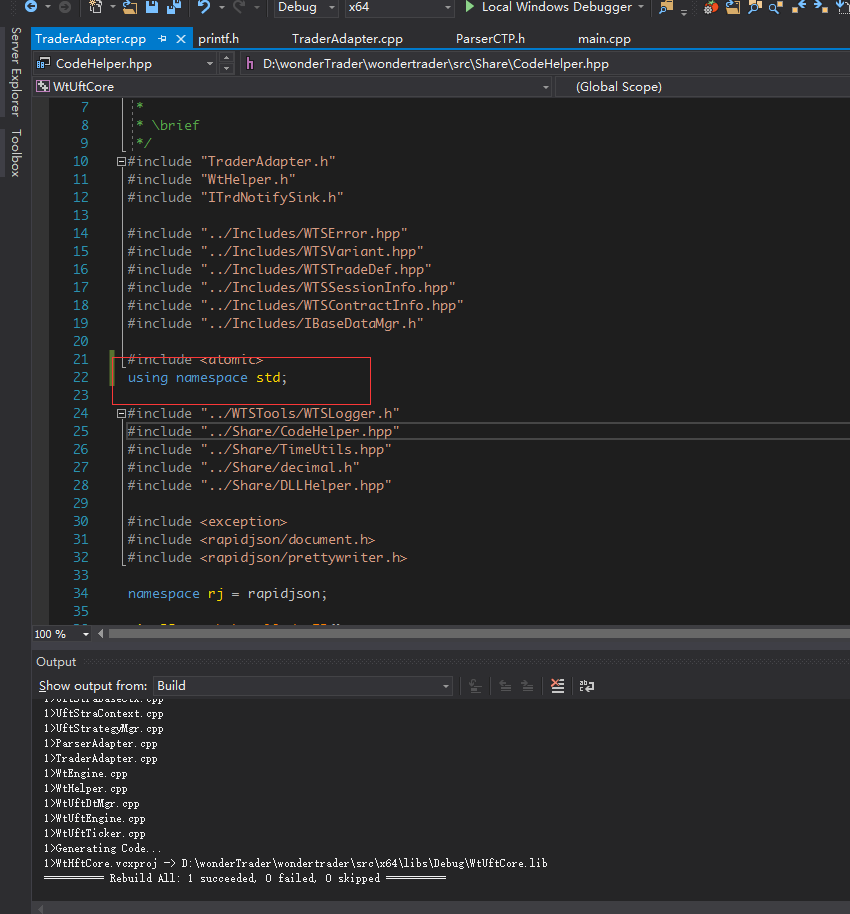 Debug x64 Local Windows Debugger
Server Explorer
Toolbox
TraderAdapter.cpp printf.h TraderAdapter.cpp ParserCTP.h main.cpp
CodeHelper.hpp h D:\wonderTrader\wondertrader\src\Share\CodeHelper.hpp
WtUftCore (Global Scope)
7 *
8 * \brief
9 */
10 #include "TraderAdapter.h"
11 #include "WtHelper.h"
12 #include "ITrdNotifySink.h"
13
14 #include "../Includes/WTSError.hpp"
15 #include "../Includes/WTSVariant.hpp"
16 #include "../Includes/WTSTradeDef.hpp"
17 #include "../Includes/WTSSessionInfo.hpp"
18 #include "../Includes/WTSContractInfo.hpp"
19 #include "../Includes/IBaseDataMgr.h"
20
21 #include <atomic>
22 using namespace std;
23
24 #include "../WTSTools/WTSLogger.h"
25 #include "../Share/CodeHelper.hpp"
26 #include "../Share/TimeUtils.hpp"
27 #include "../Share/decimal.h"
28 #include "../Share/DLLHelper.hpp"
29
30 #include <exception>
31 #include <rapidjson/document.h>
32 #include <rapidjson/prettywriter.h>
33
34 namespace rj = rapidjson;
35
100 %
Output
Show output from: Build
1>UftStraBaseCtx.cpp
1>UftStraContext.cpp
1>UftStrategyMgr.cpp
1>ParserAdapter.cpp
1>TraderAdapter.cpp
1>WtEngine.cpp
1>WtHelper.cpp
1>WtUftDtMgr.cpp
1>WtUftEngine.cpp
1>WtUftTicker.cpp
1>Generating Code...
1>WtHftCore.vcxproj -> D:\wonderTrader\wondertrader\src\x64\libs\Debug\WtUftCore.lib
========== Rebuild All: 1 succeeded, 0 failed, 0 skipped ==========